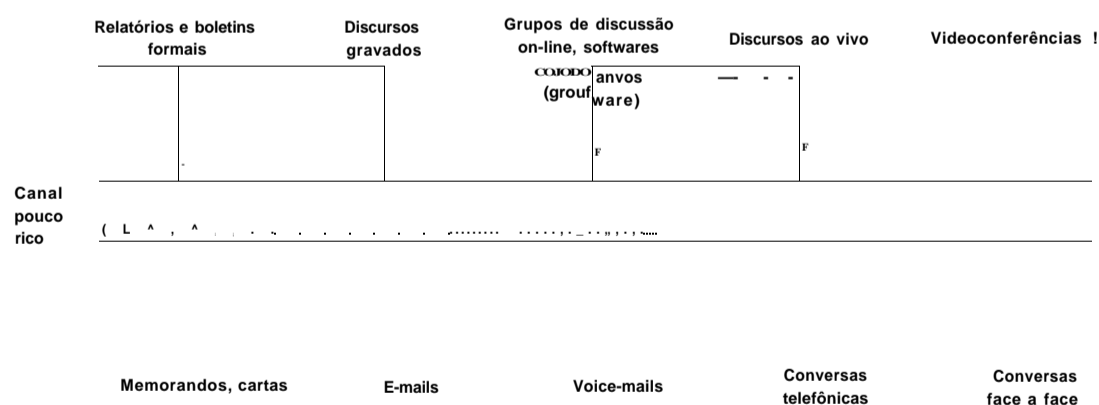 Relatórios e boletins
formais
Discursos
gravados
Grupos de discussão
on-line, softwares
anvos
(grouf
ware)
Discursos ao vivo
Videoconferências !
F
F
Canal
pouco
rico
Memorandos, cartas
E-mails
Voice-mails
Conversas
telefônicas
Conversas
face a face